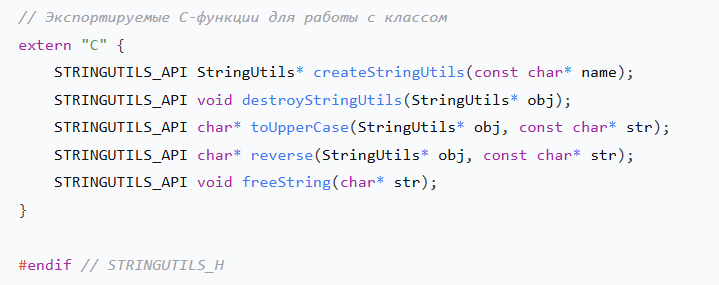 // Экспортируемые C-функции для работы с классом
extern "C" {
    STRINGUTILS_API StringUtils* createStringUtils(const char* name);
    STRINGUTILS_API void destroyStringUtils(StringUtils* obj);
    STRINGUTILS_API char* toUpperCase(StringUtils* obj, const char* str);
    STRINGUTILS_API char* reverse(StringUtils* obj, const char* str);
    STRINGUTILS_API void freeString(char* str);
}
#endif // STRINGUTILS_H